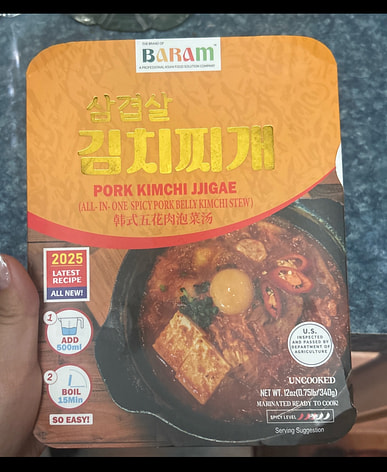 THE BRAND OF
BARAM
A PROFESSIONAL ASIAN FOOD SOLUTION COMPANY
삼겹살
김치찌개
PORK KIMCHI JJIGAE
(ALL-IN-ONE SPICY PORK BELLY KIMCHI STEW)
韩式五花肉泡菜汤
2025
LATEST
RECIPE
ALL NEW!
1
ADD
500ml
2
BOIL
15Min
SO EASY!
U.S.
INSPECTED
AND PASSED BY
DEPARTMENT OF
AGRICULTURE
UNCOOKED
NET WT. 12oz(0.75lb/340g)
MARINATED READY TO COOK!
SPICY LEVEL
Serving Suggestion